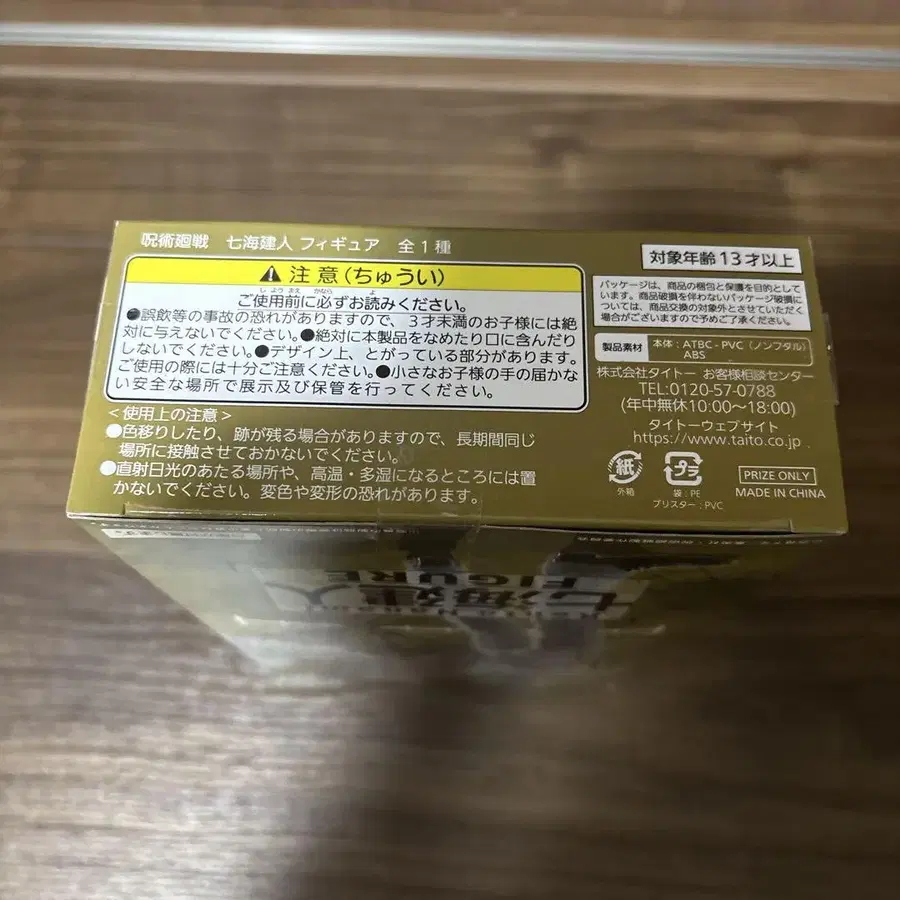 呪術廻戦　七海建人 フィギュア　全１種
対象年齢13才以上
注意(ちゅうい)
ご使用前に必ずお読みください。
●誤飲等の事故の恐れがありますので、３才未満のお子様には絶
対に与えないでください。●絶対に本製品をなめたり口に含んだり
しないでください。●デザイン上、とがっている部分があります。
ご使用の際には十分ご注意ください。●小さなお子様の手の届かな
い安全な場所で展示及び保管を行ってください。
＜使用上の注意＞
●色移りしたり、跡が残る場合がありますので、長期間同じ
場所に接触させておかないでください。
●直射日光のあたる場所や、高温・多湿になるところには置
かないでください。変色や変形の恐れがあります。
パッケージは、商品の梱包と保護を目的として
います。商品破損を伴わないパッケージ破損に
ついては、商品交換の対象外とさせていただく
場合がございますので予めご了承ください。
製品素材
本体：ATBC-PVC（ノンフタル）
ABS
株式会社タイトー お客様相談センター
TEL:0120-57-0788
(年中無休10:00～18:00)
タイトーウェブサイト
https://www.taito.co.jp
紙
外箱
プラ
袋：PE
ブリスター：PVC
PRIZE ONLY
MADE IN CHINA
FIGURE
七海建人